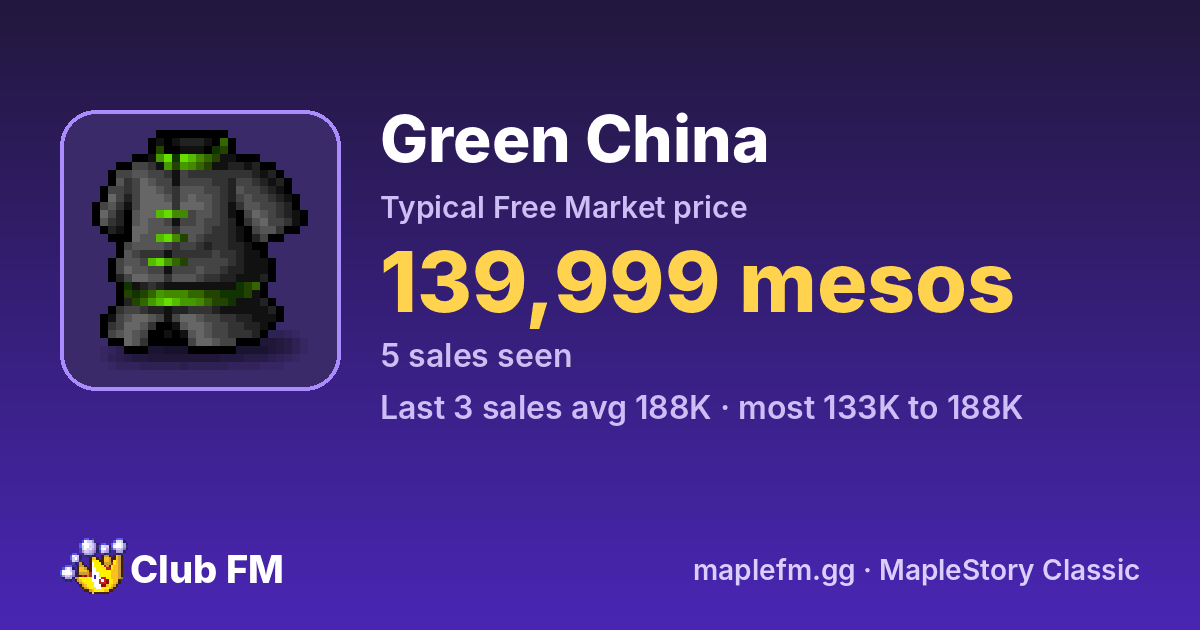 Green China
Typical Free Market price
139,999 mesos
5 sales seen
Last 3 sales avg 188K · most 133K to 188K
Club FM
maplefm.gg · MapleStory Classic